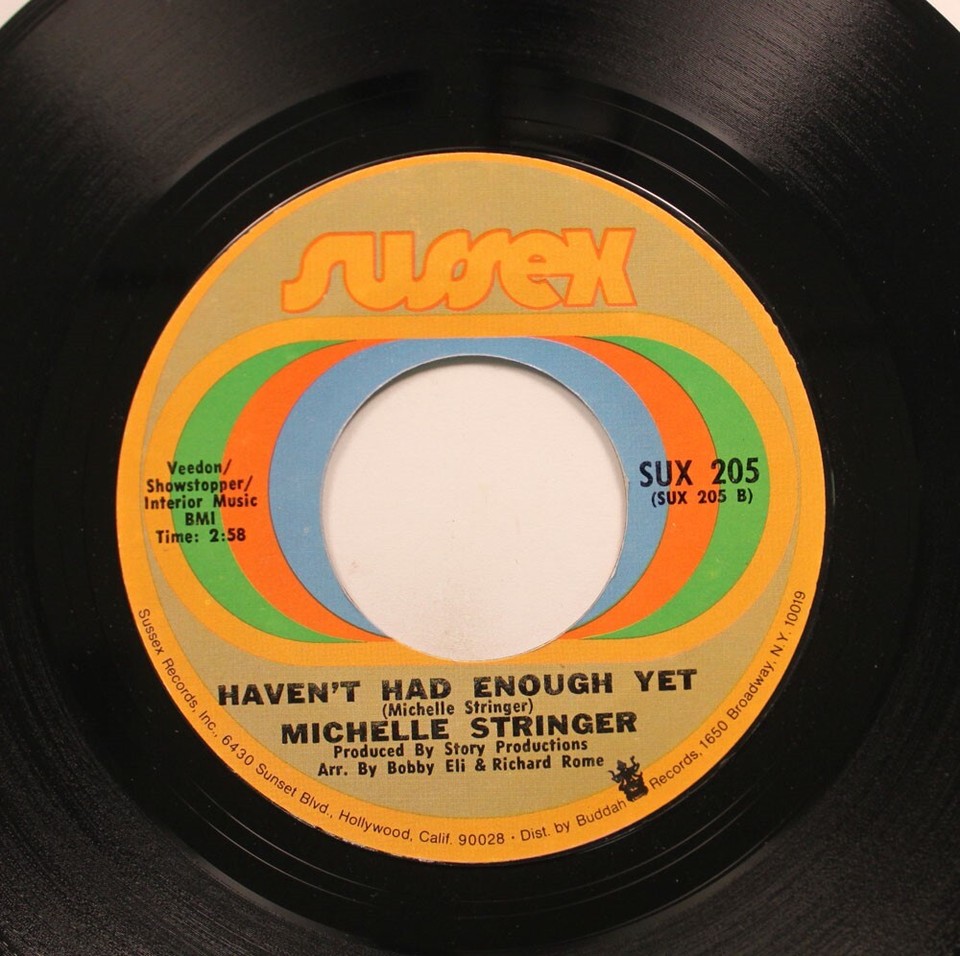 sussex
Veedon/
Showstopper/
Interior Music
BMI
Time: 2:58
SUX 205
(SUX 205 B)
HAVEN'T HAD ENOUGH YET
(Michelle Stringer)
MICHELLE STRINGER
Produced By Story Productions
Arr. By Bobby Eli & Richard Rome
Sussex Records, Inc., 6430 Sunset Blvd., Hollywood, Calif. 90028 · Dist. by Buddah Records, 1650 Broadway, N.Y. 10019